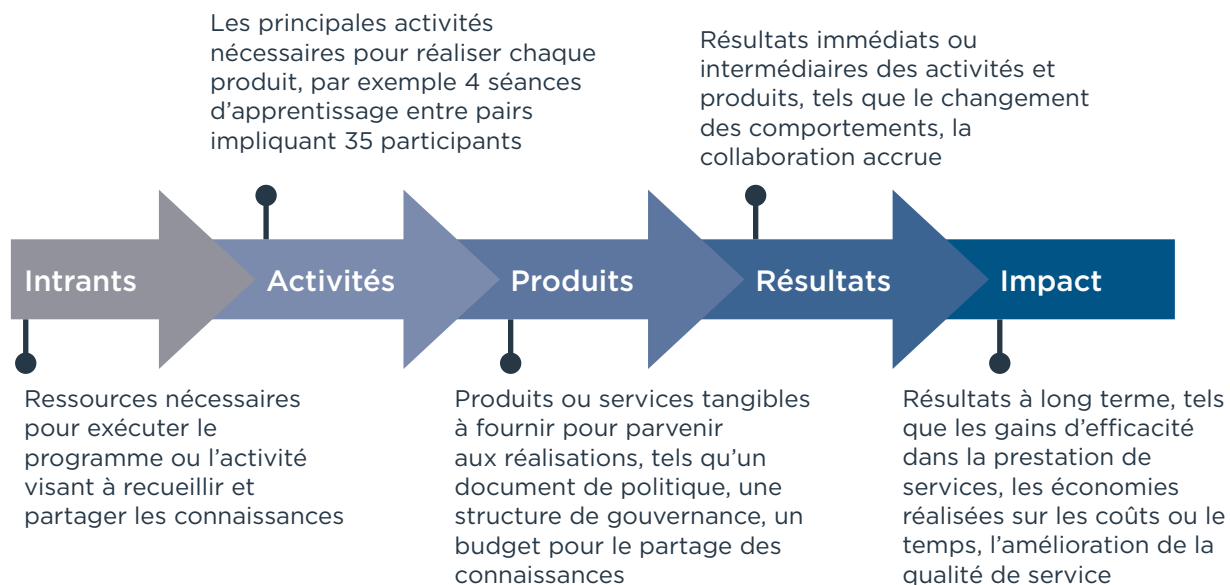 Les principales activités
nécessaires pour réaliser chaque
produit, par exemple 4 séances
d’apprentissage entre pairs
impliquant 35 participants
Résultats immédiats ou
intermédiaires des activités et
produits, tels que le changement
des comportements, la
collaboration accrue
Intrants
Activités
Produits
Résultats
Impact
Ressources nécessaires
pour exécuter le
programme ou l’activité
visant à recueillir et
partager les connaissances
Produits ou services tangibles
à fournir pour parvenir
aux réalisations, tels qu’un
document de politique, une
structure de gouvernance, un
budget pour le partage des
connaissances
Résultats à long terme, tels
que les gains d’efficacité
dans la prestation de
services, les économies
réalisées sur les coûts ou le
temps, l’amélioration de la
qualité de service